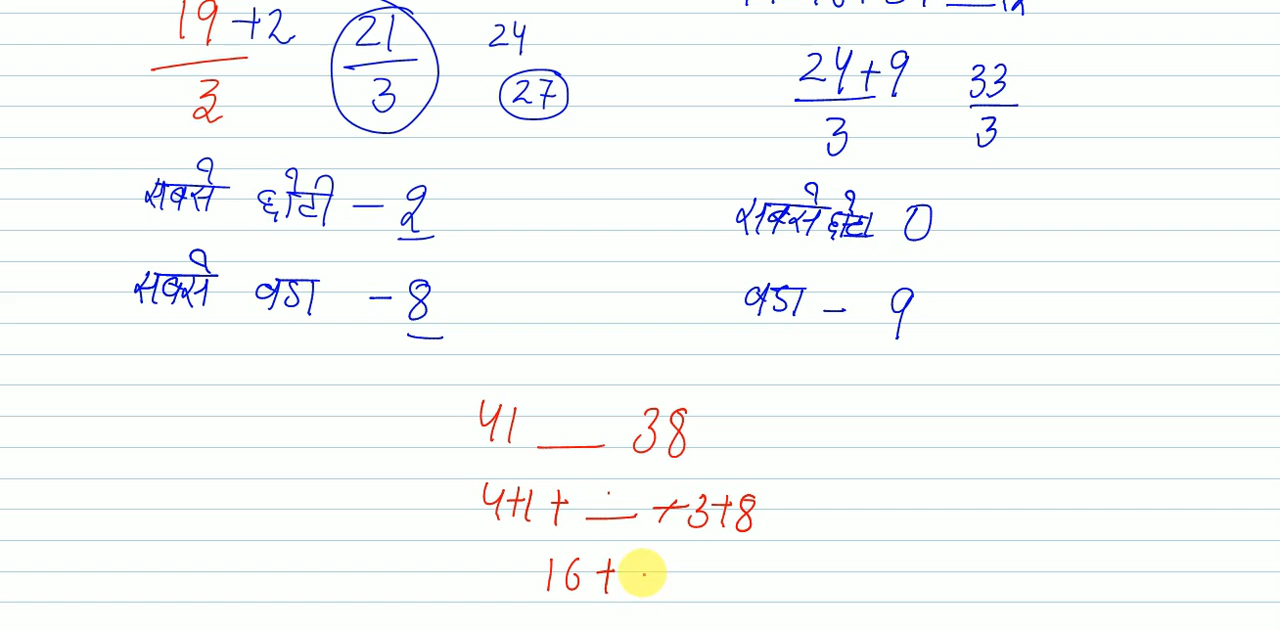 19 +2
3
21
3
24
27
सबसे छोटी - 2
सबसे बडा - 8
24+9
3
33
3
सबसे छोटा 0
बडा - 9
41 __ 38
4+1+ __ +3+8
16+